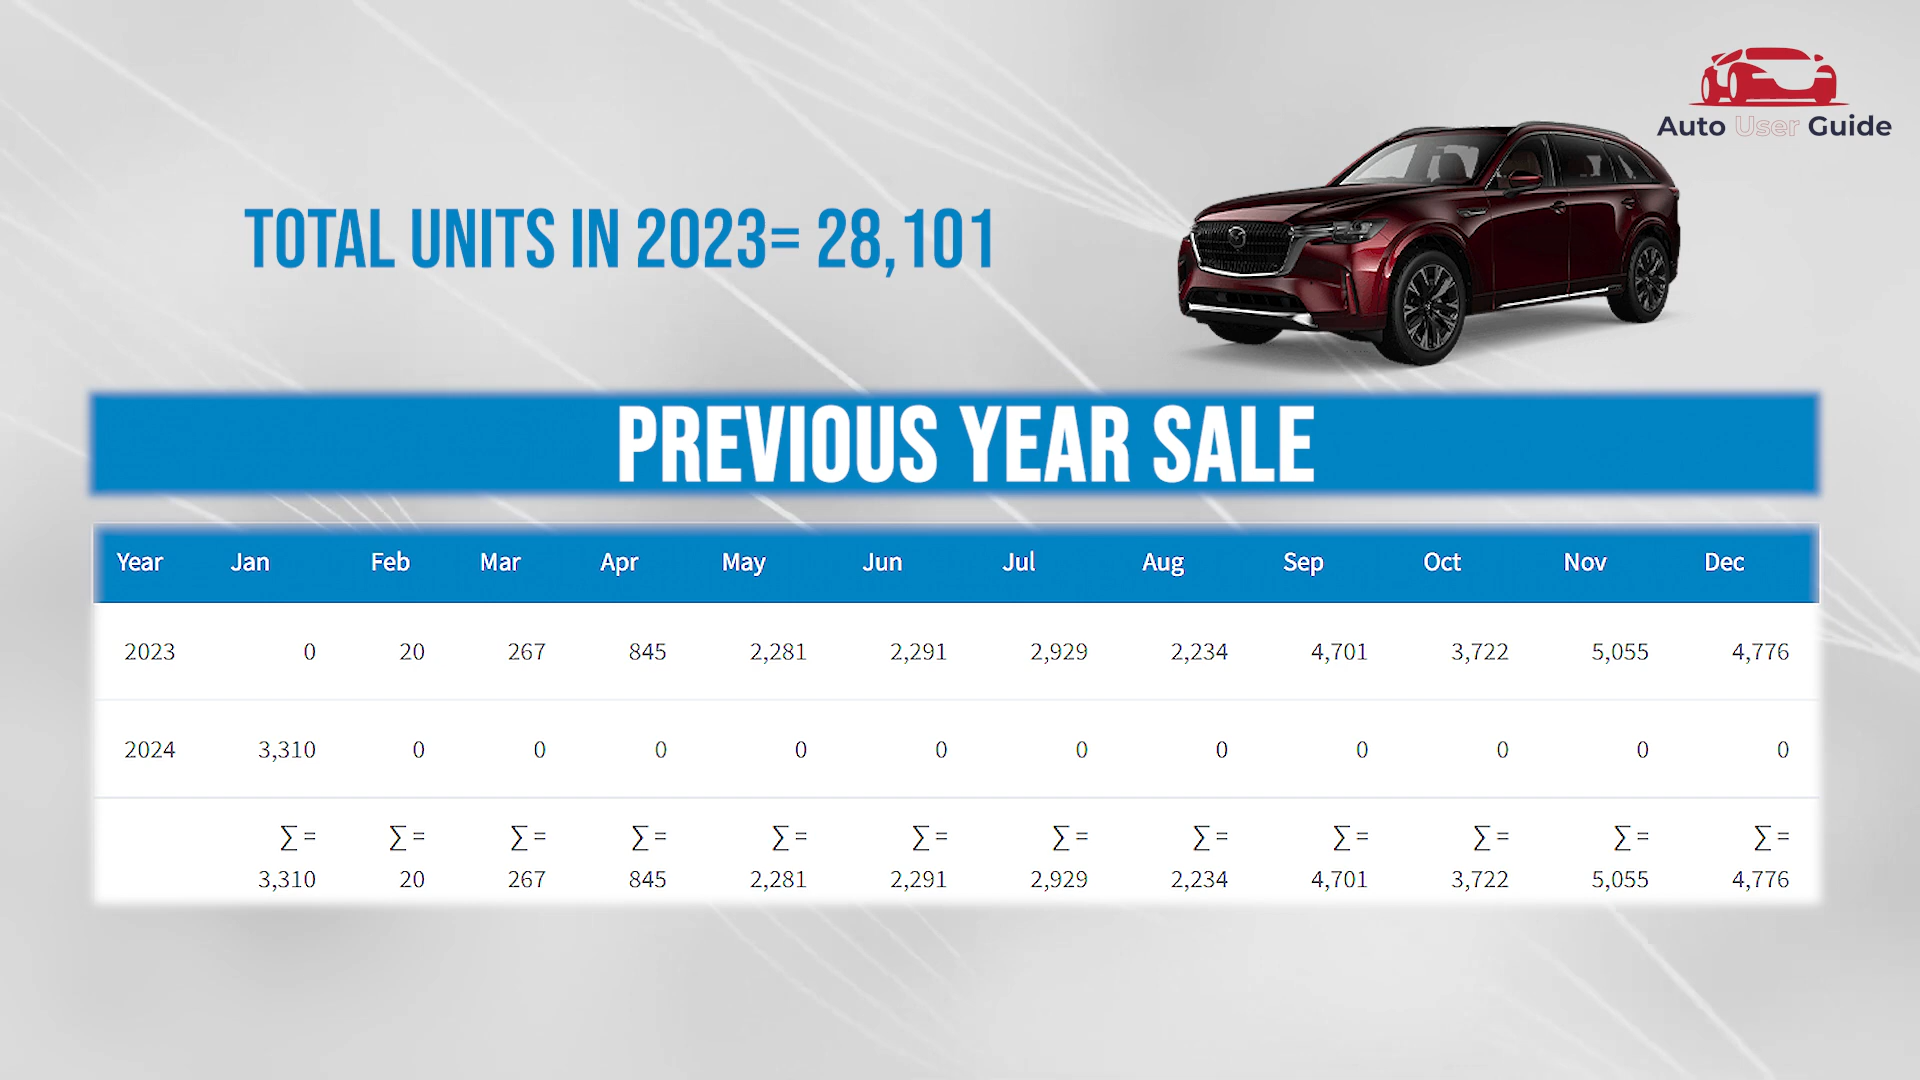 Auto User Guide
TOTAL UNITS IN 2023= 28,101
PREVIOUS YEAR SALE
Year Jan Feb Mar Apr May Jun Jul Aug Sep Oct Nov Dec
2023 0 20 267 845 2,281 2,291 2,929 2,234 4,701 3,722 5,055 4,776
2024 3,310 0 0 0 0 0 0 0 0 0 0 0
∑ = ∑ = ∑ = ∑ = ∑ = ∑ = ∑ = ∑ = ∑ = ∑ = ∑ = ∑ =
3,310 20 267 845 2,281 2,291 2,929 2,234 4,701 3,722 5,055 4,776